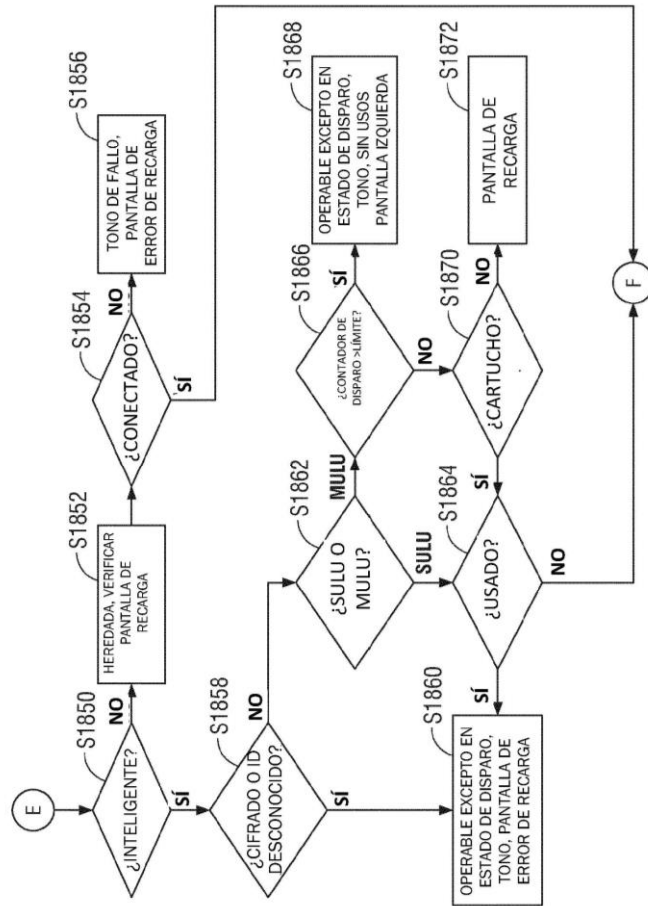 E
S1850
¿INTELIGENTE?
NO
SÍ
S1852
HEREDADA, VERIFICAR
PANTALLA DE
RECARGA
S1854
¿CONECTADO?
NO
SÍ
S1856
TONO DE FALLO,
PANTALLA DE
ERROR DE RECARGA
S1858
¿CIFRADO O ID
DESCONOCIDO?
NO
SÍ
S1860
OPERABLE EXCEPTO EN
ESTADO DE DISPARO,
TONO, PANTALLA DE
ERROR DE RECARGA
S1862
¿SULU O
MULU?
MULU
SULU
S1864
¿USADO?
SÍ
NO
S1866
¿CONTADOR DE
DISPARO >LÍMITE?
SÍ
NO
S1868
OPERABLE EXCEPTO EN
ESTADO DE DISPARO,
TONO, SIN USOS
PANTALLA IZQUIERDA
S1870
¿CARTUCHO?
NO
SÍ
S1872
PANTALLA DE
RECARGA
F